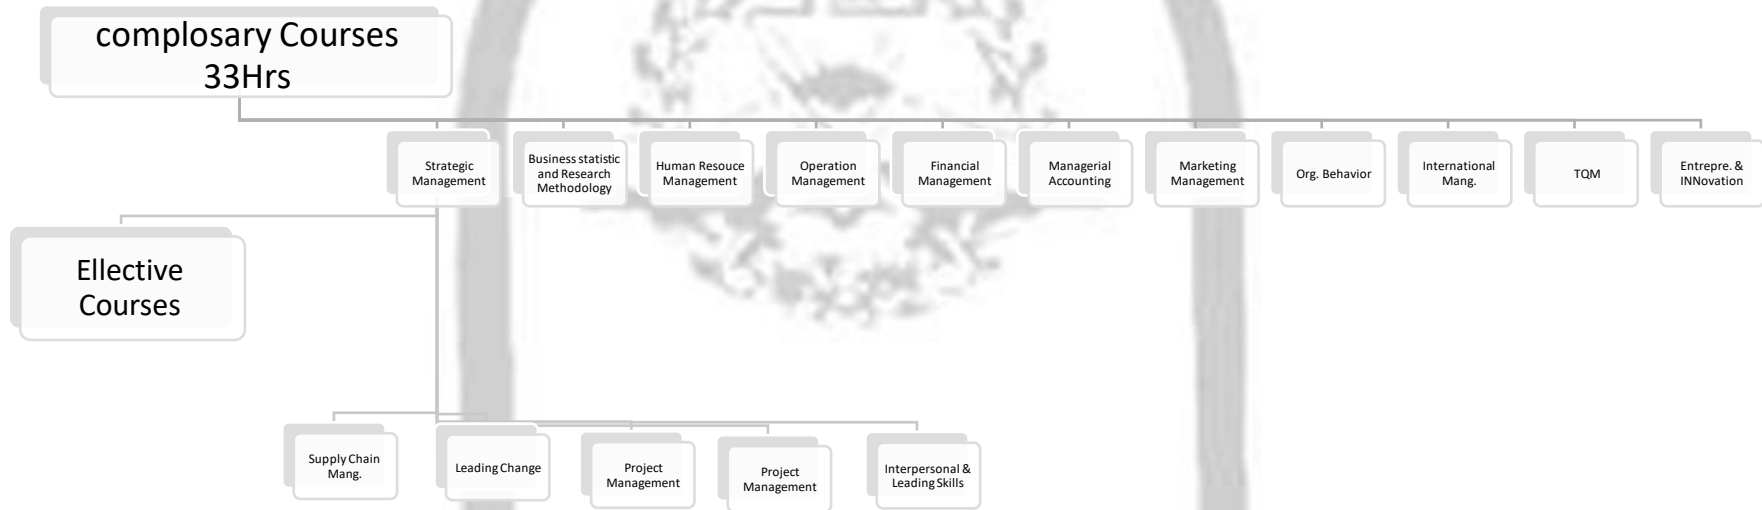 complosary Courses
33Hrs
Strategic
Management
Business statistic
and Research
Methodology
Human Resouce
Management
Operation
Management
Financial
Management
Managerial
Accounting
Marketing
Management
Org. Behavior
International
Mang.
TQM
Entrepre. &
INNovation
Ellective
Courses
Supply Chain
Mang.
Leading Change
Project
Management
Project
Management
Interpersonal &
Leading Skills